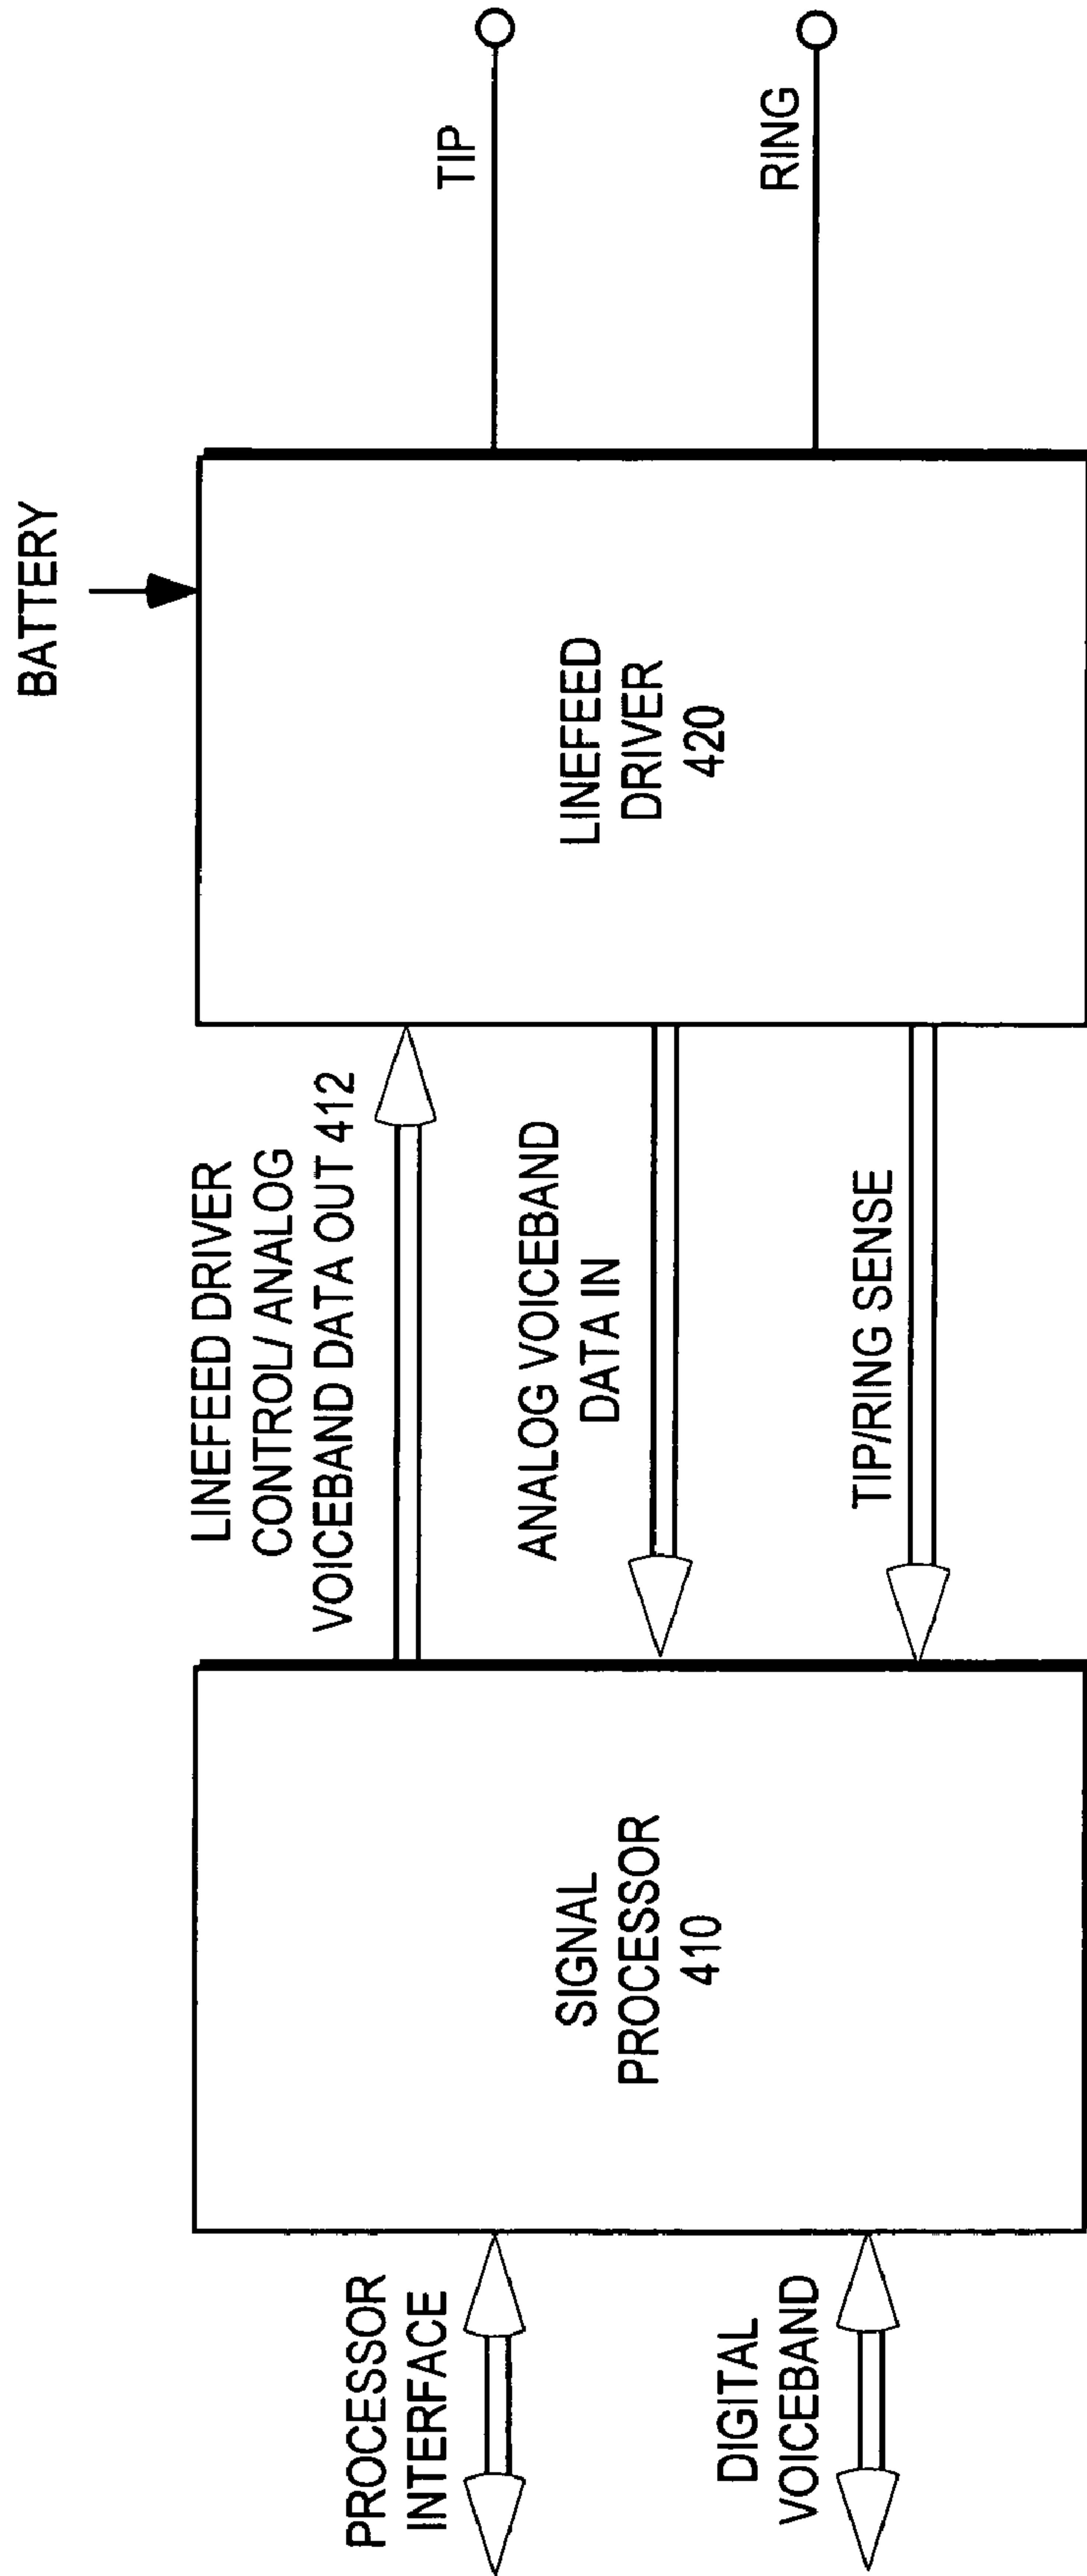 BATTERY
PROCESSOR
INTERFACE
DIGITAL
VOICEBAND
SIGNAL
PROCESSOR
410
LINEFEED DRIVER
CONTROL/ ANALOG
VOICEBAND DATA OUT 412
ANALOG VOICEBAND
DATA IN
TIP/RING SENSE
LINEFEED
DRIVER
420
TIP
RING